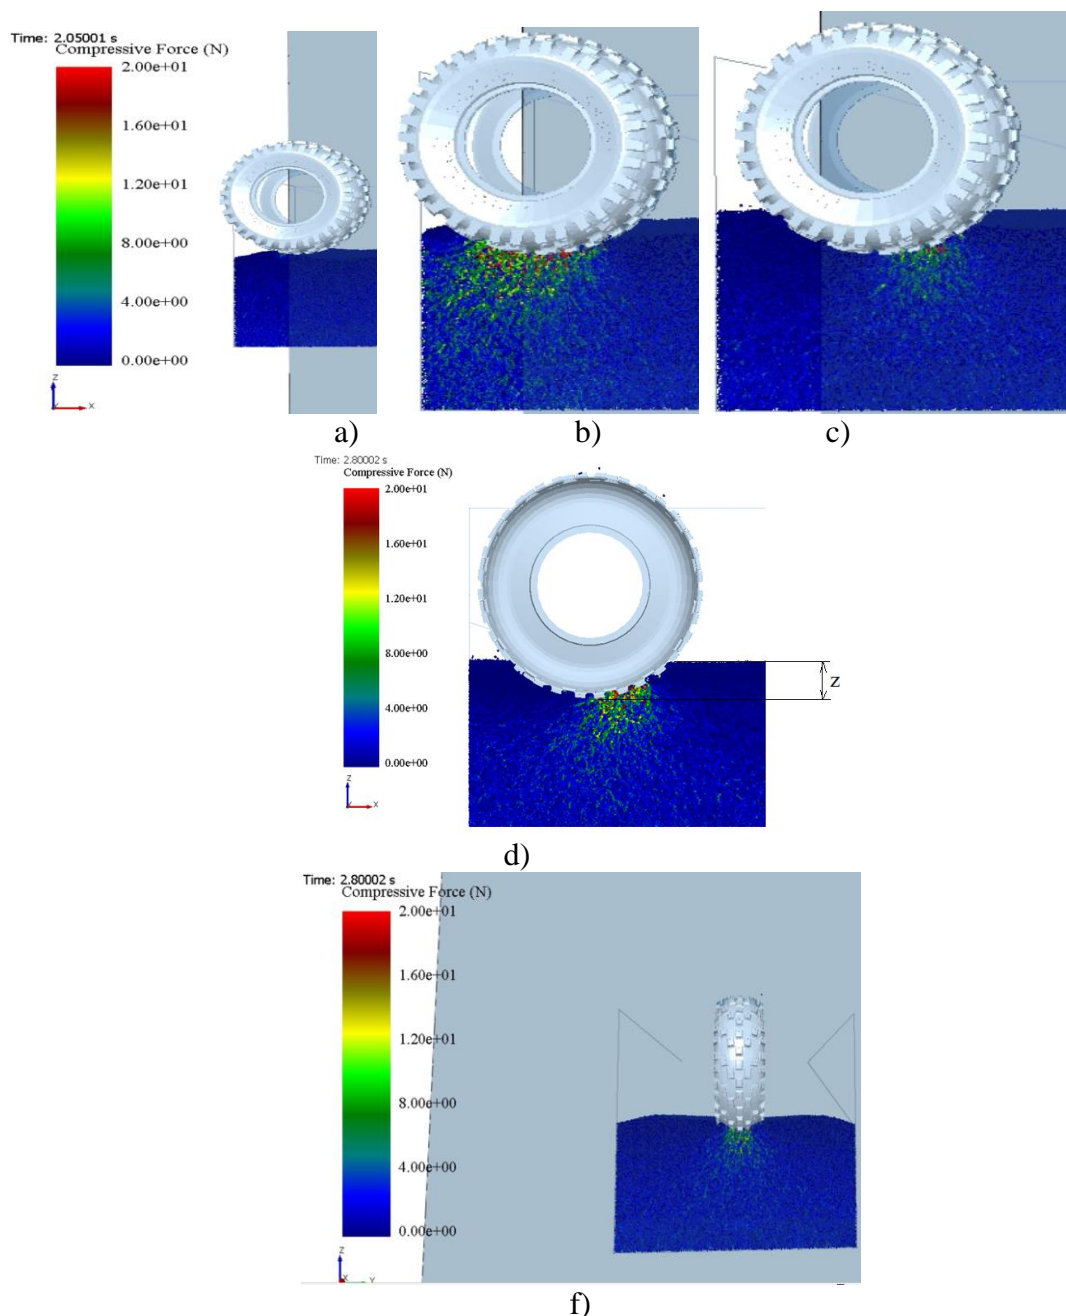 Time: 2.05001 s
Compressive Force (N)
2.00e+01
1.60e+01
1.20e+01
8.00e+00
4.00e+00
0.00e+00
Z
X
a)
b)
c)
Time: 2.80002 s
Compressive Force (N)
2.00e+01
1.60e+01
1.20e+01
8.00e+00
4.00e+00
0.00e+00
Z
X
z
d)
Time: 2.80002 s
Compressive Force (N)
2.00e+01
1.60e+01
1.20e+01
8.00e+00
4.00e+00
0.00e+00
Z
X
Y
f)